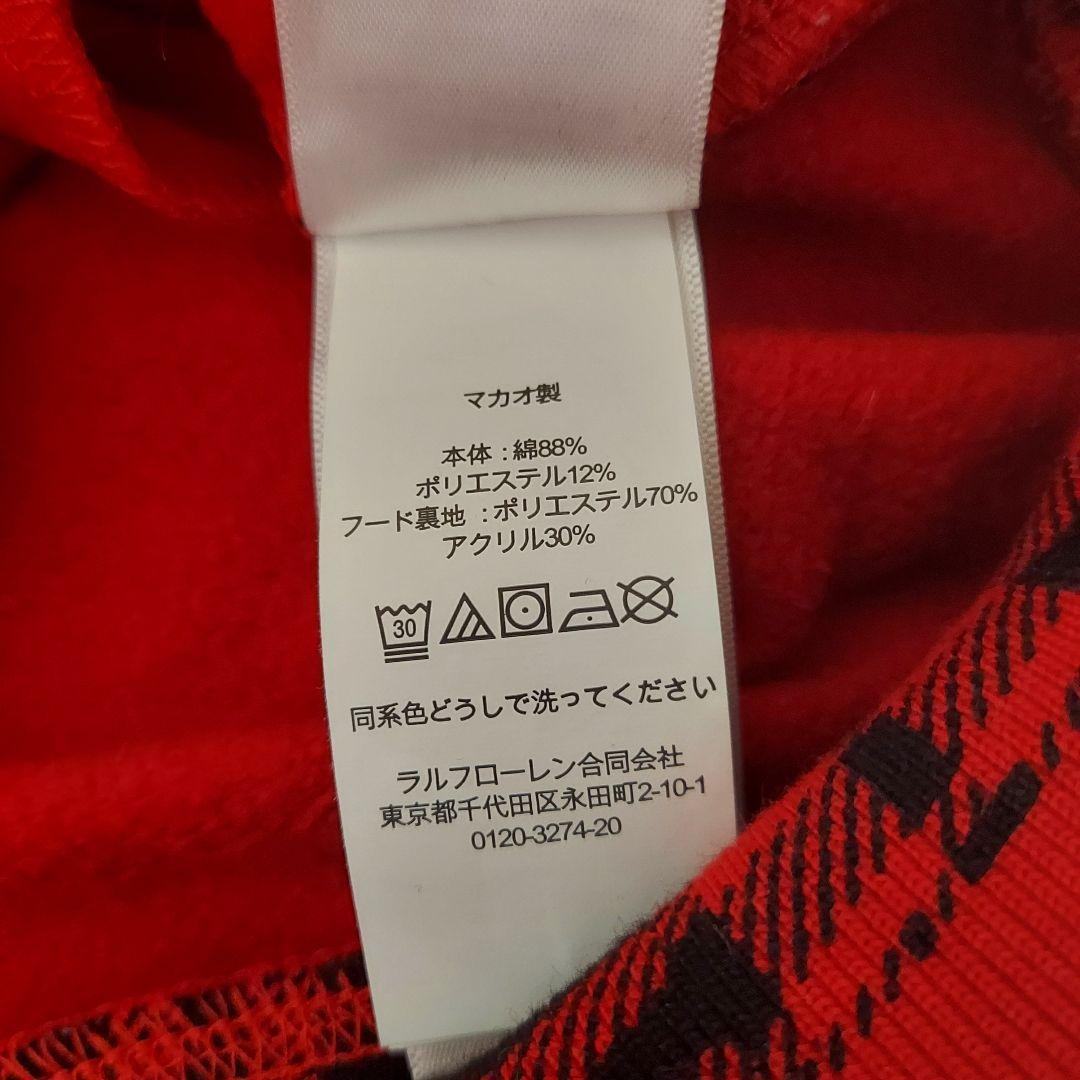 マカオ製
本体 : 綿88%
ポリエステル12%
フード裏地 : ポリエステル70%
アクリル30%
30
同系色どうしで洗ってください
ラルフローレン合同会社
東京都千代田区永田町2-10-1
0120-3274-20